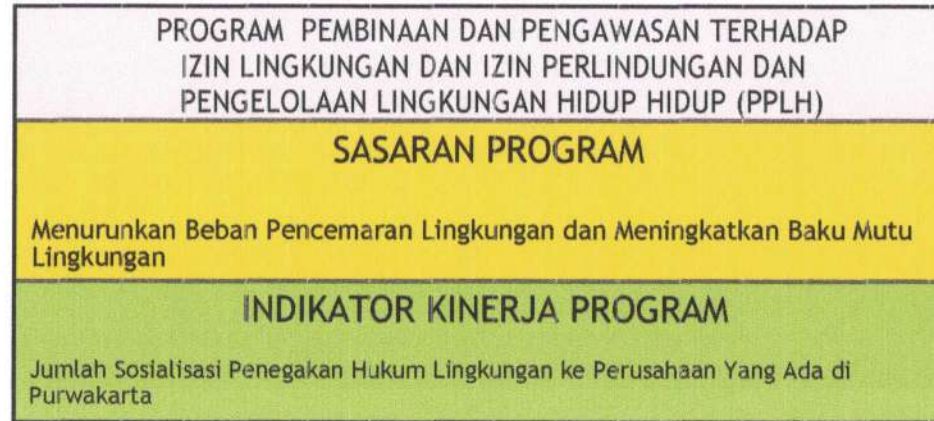 PROGRAM PEMBINAAN DAN PENGAWASAN TERHADAP
IZIN LINGKUNGAN DAN IZIN PERLINDUNGAN DAN
PENGELOLAAN LINGKUNGAN HIDUP HIDUP (PPLH)
SASARAN PROGRAM
Menurunkan Beban Pencemaran Lingkungan dan Meningkatkan Baku Mutu
Lingkungan
INDIKATOR KINERJA PROGRAM
Jumlah Sosialisasi Penegakan Hukum Lingkungan ke Perusahaan Yang Ada di
Purwakarta